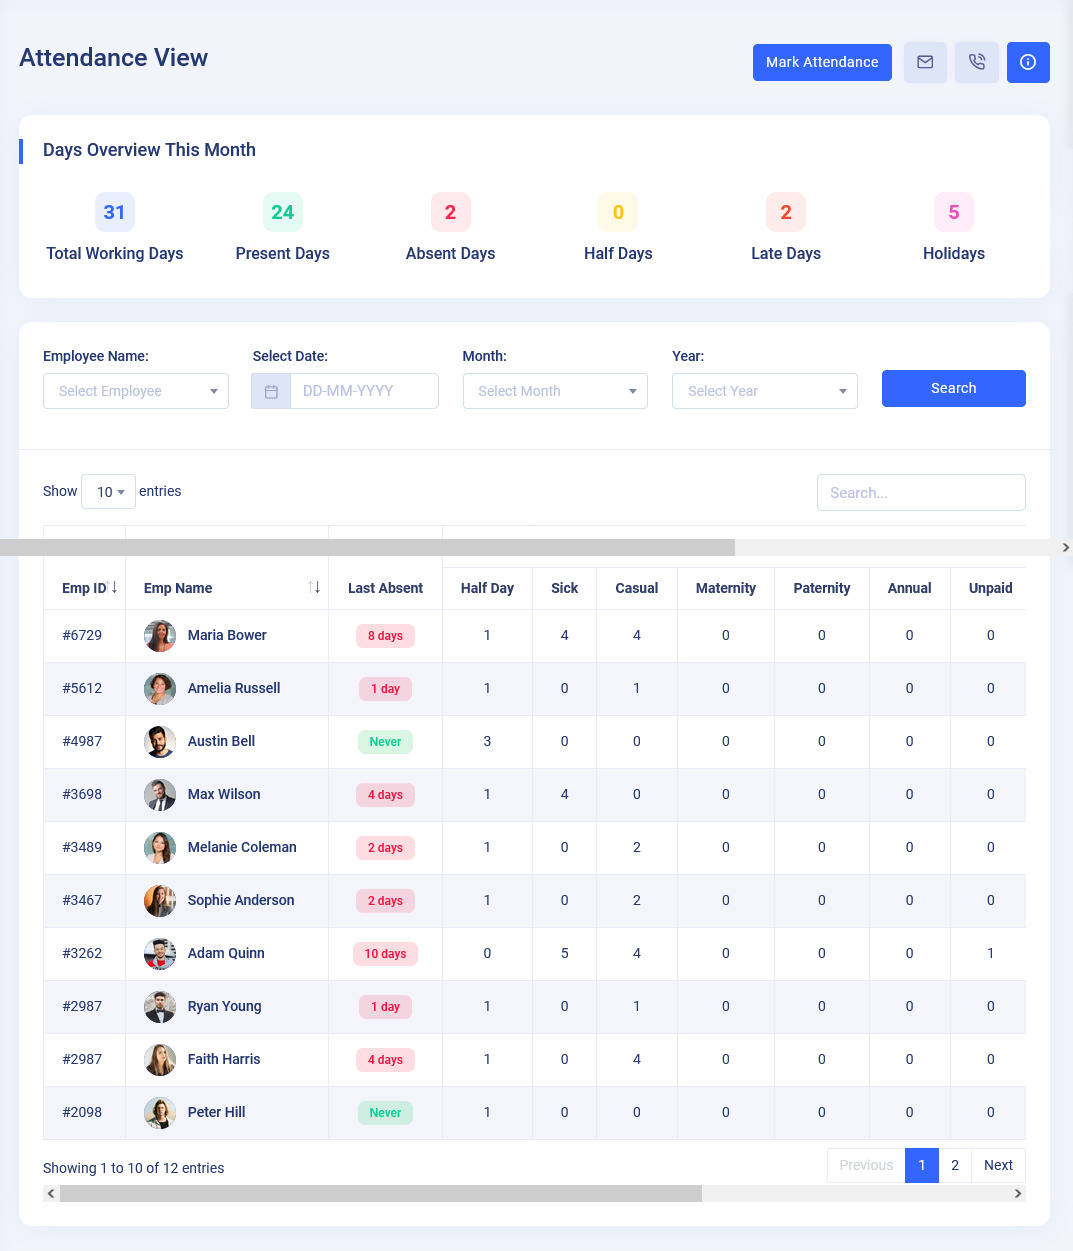 Attendance View
Mark Attendance
Days Overview This Month
31 24 2 0 2 5
Total Working Days Present Days Absent Days Half Days Late Days Holidays
Employee Name: Select Date: Month: Year:
Select Employee DD-MM-YYYY Select Month Select Year Search
Show 10 entries Search...
Emp ID Emp Name Last Absent Half Day Sick Casual Maternity Paternity Annual Unpaid
#6729 Maria Bower 8 days 1 4 4 0 0 0 0
#5612 Amelia Russell 1 day 1 0 1 0 0 0 0
#4987 Austin Bell Never 3 0 0 0 0 0 0
#3698 Max Wilson 4 days 1 4 0 0 0 0 0
#3489 Melanie Coleman 2 days 1 0 2 0 0 0 0
#3467 Sophie Anderson 2 days 1 0 2 0 0 0 0
#3262 Adam Quinn 10 days 0 5 4 0 0 0 1
#2987 Ryan Young 1 day 1 0 1 0 0 0 0
#2987 Faith Harris 4 days 1 0 4 0 0 0 0
#2098 Peter Hill Never 1 0 0 0 0 0 0
Showing 1 to 10 of 12 entries Previous 1 2 Next